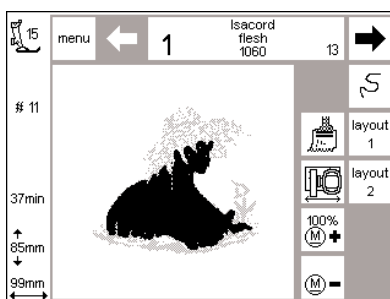 15
menu
1
Isacord
flesh
1060
13
# 11
layout
1
layout
2
37min
85mm
99mm
100%
M +
M -